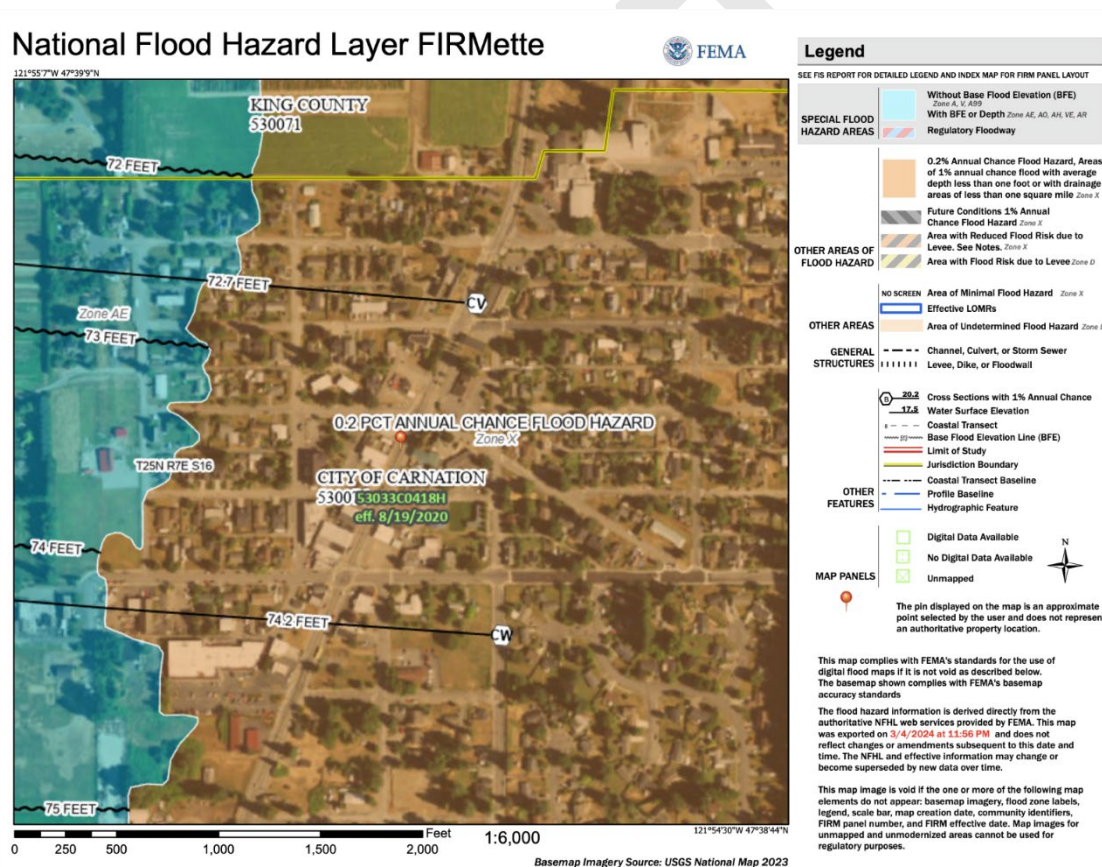 National Flood Hazard Layer FIRMette
FEMA
121°55'7"W 47°39'9"N
KING COUNTY
530071
72 FEET
72.7 FEET
CV
Zone AE
73 FEET
0.2 PCT ANNUAL CHANCE FLOOD HAZARD
Zone X
T25N R7E S16
CITY OF CARNATION
53007
53033C0418H
eff. 8/19/2020
74 FEET
74.2 FEET
CW
75 FEET
0 250 500 1,000 1,500 2,000
Feet
1:6,000
121°54'30"W 47°38'44"N
Basemap Imagery Source: USGS National Map 2023
Legend
SEE FIS REPORT FOR DETAILED LEGEND AND INDEX MAP FOR FIRM PANEL LAYOUT
SPECIAL FLOOD
HAZARD AREAS
Without Base Flood Elevation (BFE)
Zone A, V, A99
With BFE or Depth Zone AE, AO, AH, VE, AR
Regulatory Floodway
0.2% Annual Chance Flood Hazard, Areas
of 1% annual chance flood with average
depth less than one foot or with drainage
areas of less than one square mile Zone X
Future Conditions 1% Annual
Chance Flood Hazard Zone X
Area with Reduced Flood Risk due to
Levee. See Notes. Zone X
Area with Flood Risk due to Levee Zone D
OTHER AREAS OF
FLOOD HAZARD
NO SCREEN Area of Minimal Flood Hazard Zone X
Effective LOMRs
Area of Undetermined Flood Hazard Zone
OTHER AREAS
GENERAL
STRUCTURES
Channel, Culvert, or Storm Sewer
Levee, Dike, or Floodwall
B 20.2 Cross Sections with 1% Annual Chance
17.5 Water Surface Elevation
8 Coastal Transect
Base Flood Elevation Line (BFE)
Limit of Study
Jurisdiction Boundary
Coastal Transect Baseline
Profile Baseline
Hydrographic Feature
OTHER
FEATURES
Digital Data Available
No Digital Data Available
Unmapped
MAP PANELS
N
The pin displayed on the map is an approximate
point selected by the user and does not represen
an authoritative property location.
This map complies with FEMA's standards for the use of
digital flood maps if it is not void as described below.
The basemap shown complies with FEMA's basemap
accuracy standards
The flood hazard information is derived directly from the
authoritative NFHL web services provided by FEMA. This map
was exported on 3/4/2024 at 11:56 PM and does not
reflect changes or amendments subsequent to this date and
time. The NFHL and effective information may change or
become superseded by new data over time.
This map image is void if the one or more of the following map
elements do not appear: basemap imagery, flood zone labels,
legend, scale bar, map creation date, community identifiers,
FIRM panel number, and FIRM effective date. Map images for
unmapped and unmodernized areas cannot be used for
regulatory purposes.